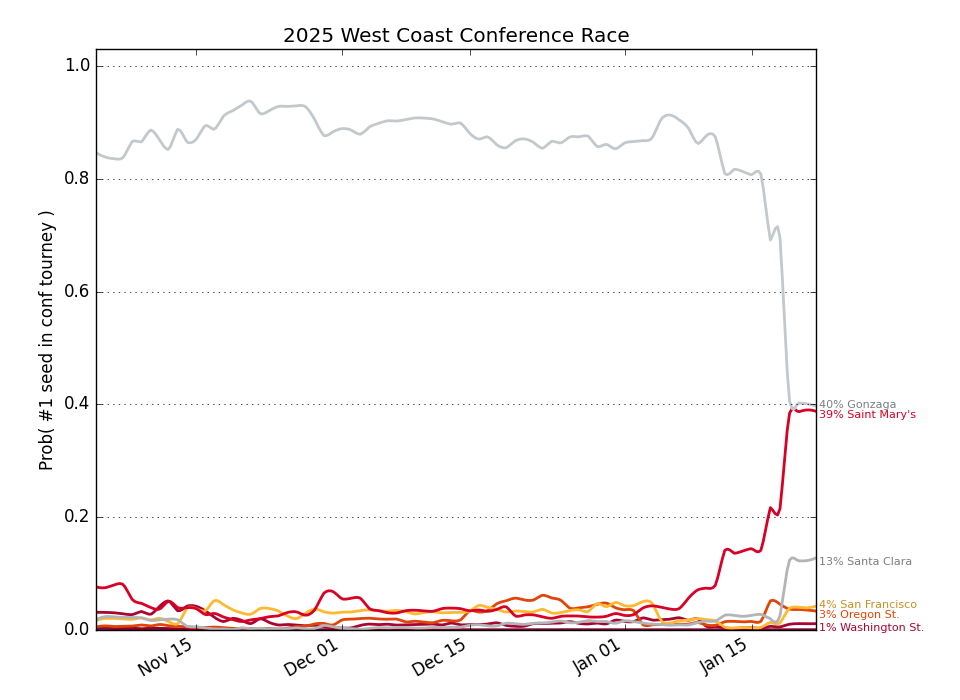 2025 West Coast Conference Race
Prob( #1 seed in conf tourney )
1.0
0.8
0.6
0.4
0.2
0.0
40% Gonzaga
39% Saint Mary's
13% Santa Clara
4% San Francisco
3% Oregon St.
1% Washington St.
Nov 15
Dec 01
Dec 15
Jan 01
Jan 15